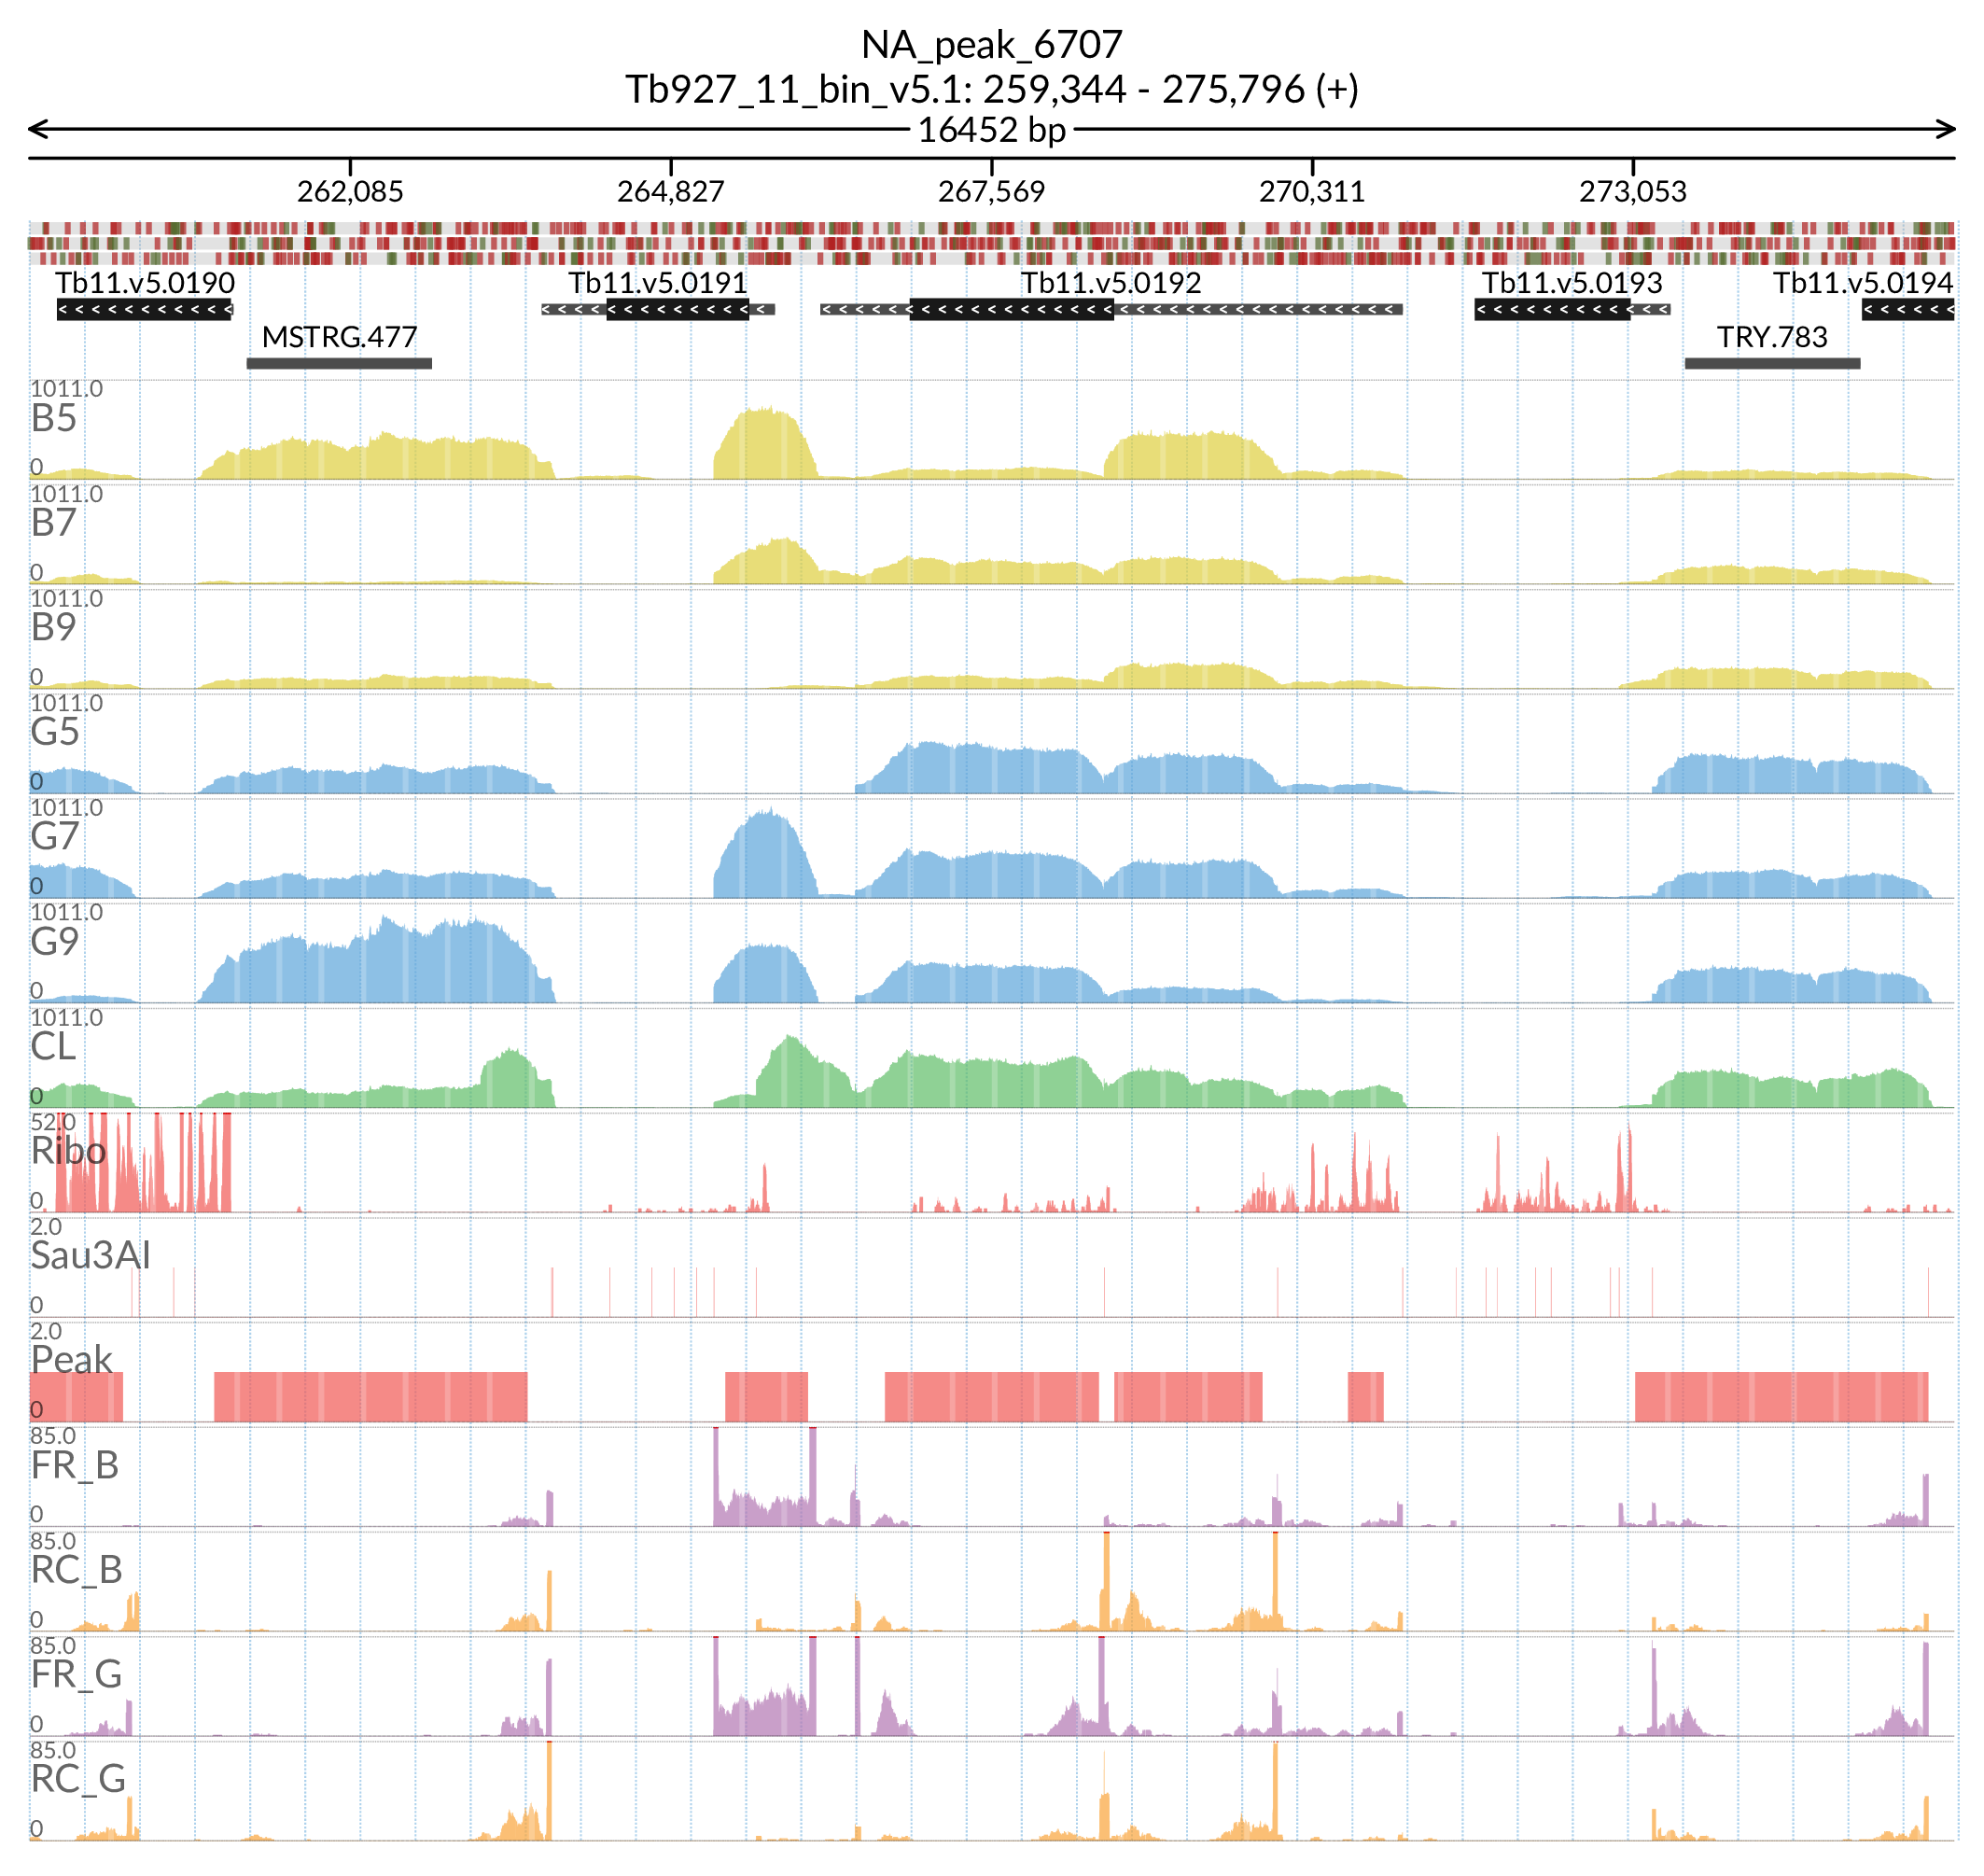 NA_peak_6707
Tb927_11_bin_v5.1: 259,344 - 275,796 (+)
16452 bp
262,085 264,827 267,569 270,311 273,053
Tb11.v5.0190 Tb11.v5.0191 Tb11.v5.0192 Tb11.v5.0193 Tb11.v5.0194
MSTRG.477 TRY.783
1011.0
B5
0
1011.0
B7
0
1011.0
B9
0
1011.0
G5
0
1011.0
G7
0
1011.0
G9
0
1011.0
CL
0
52.0
Ribo
0
2.0
Sau3AI
0
2.0
Peak
0
85.0
FR_B
0
85.0
RC_B
0
85.0
FR_G
0
85.0
RC_G
0